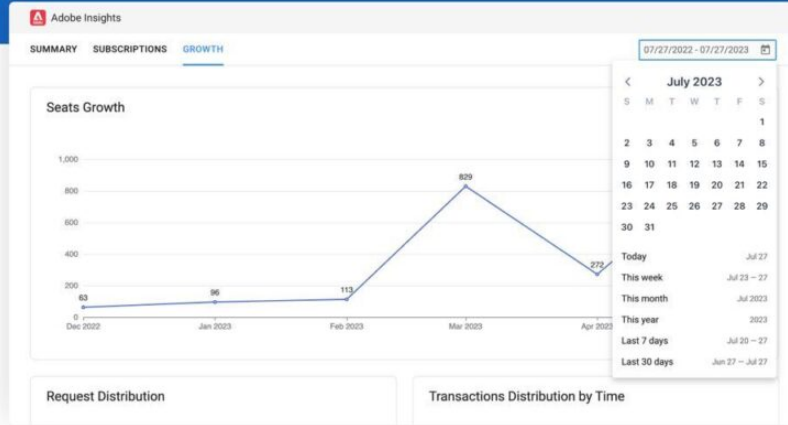 Adobe Insights
SUMMARY SUBSCRIPTIONS GROWTH
07/27/2022 - 07/27/2023
July 2023
S M T W T F S
1
2 3 4 5 6 7 8
9 10 11 12 13 14 15
16 17 18 19 20 21 22
23 24 25 26 27 28 29
30 31
Today Jul 27
This week Jul 23 – 27
This month Jul 2023
This year 2023
Last 7 days Jul 20 – 27
Last 30 days Jun 27 – Jul 27
Seats Growth
1,000
800
600
400
200
0
63
96
113
829
272
Dec 2022 Jan 2023 Feb 2023 Mar 2023 Apr 2023
Request Distribution
Transactions Distribution by Time